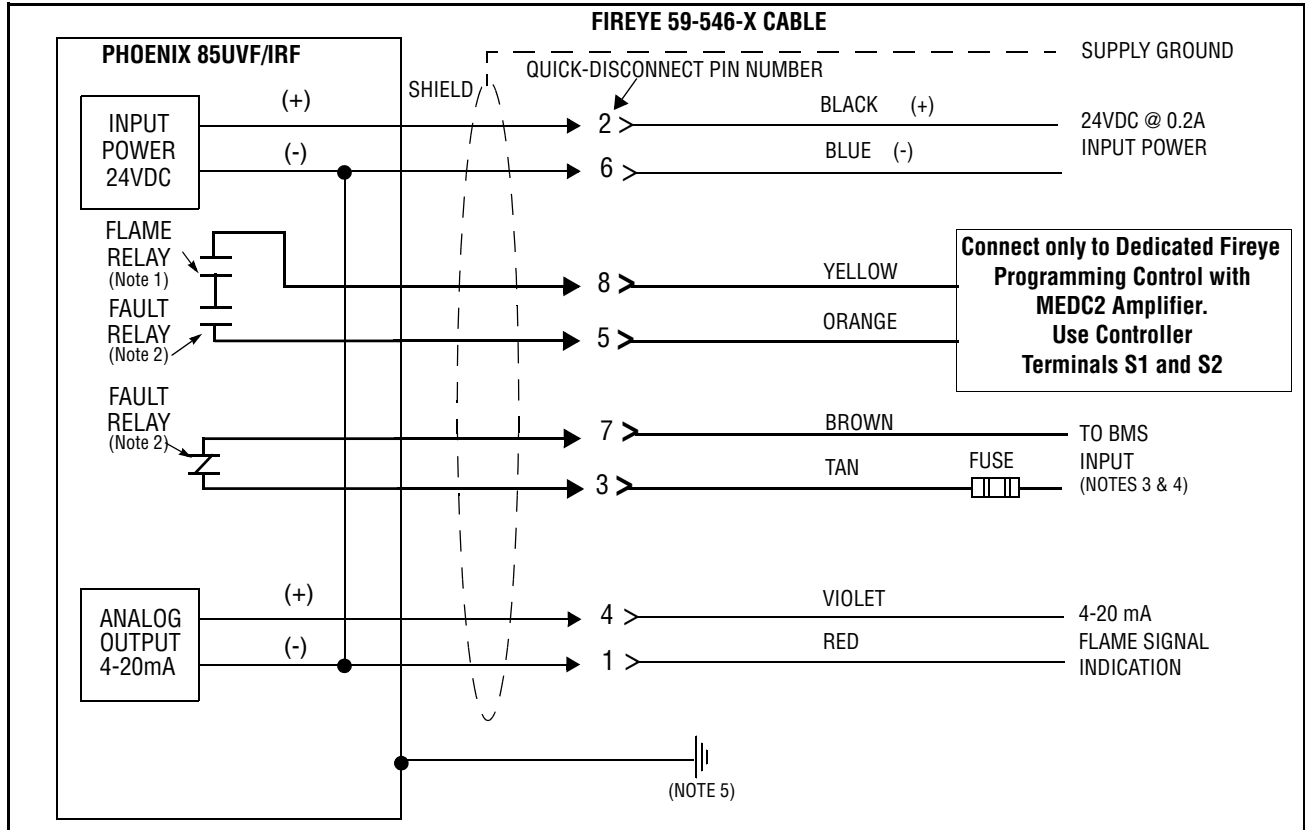 FIREYE 59-546-X CABLE
PHOENIX 85UVF/IRF
SUPPLY GROUND
QUICK-DISCONNECT PIN NUMBER
SHIELD
INPUT
POWER
24VDC
(+)
(-)
2
BLACK (+)
6
BLUE (-)
24VDC @ 0.2A
INPUT POWER
FLAME
RELAY
(Note 1)
FAULT
RELAY
(Note 2)
8
YELLOW
5
ORANGE
Connect only to Dedicated Fireye
Programming Control with
MEDC2 Amplifier.
Use Controller
Terminals S1 and S2
FAULT
RELAY
(Note 2)
7
BROWN
3
TAN
FUSE
TO BMS
INPUT
(NOTES 3 & 4)
ANALOG
OUTPUT
4-20mA
(+)
(-)
4
VIOLET
1
RED
4-20 mA
FLAME SIGNAL
INDICATION
(NOTE 5)